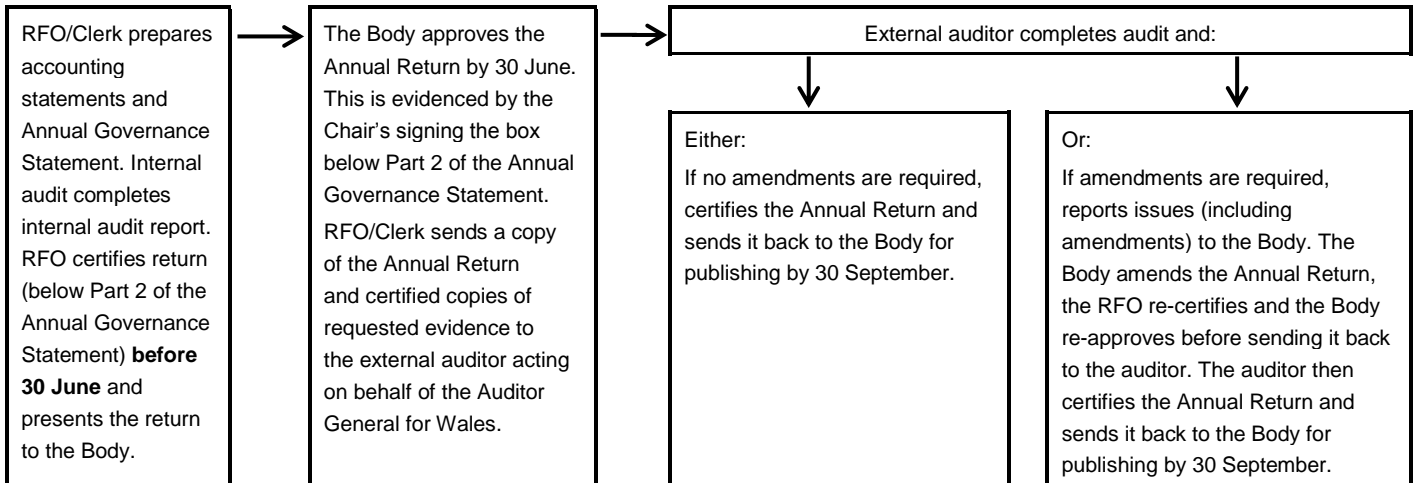 RFO/Clerk prepares
accounting
statements and
Annual Governance
Statement. Internal
audit completes
internal audit report.
RFO certifies return
(below Part 2 of the
Annual Governance
Statement) before
30 June and
presents the return
to the Body.
The Body approves the
Annual Return by 30 June.
This is evidenced by the
Chair’s signing the box
below Part 2 of the Annual
Governance Statement.
RFO/Clerk sends a copy
of the Annual Return
and certified copies of
requested evidence to
the external auditor acting
on behalf of the Auditor
General for Wales.
External auditor completes audit and:
Either:
If no amendments are required,
certifies the Annual Return and
sends it back to the Body for
publishing by 30 September.
Or:
If amendments are required,
reports issues (including
amendments) to the Body. The
Body amends the Annual Return,
the RFO re-certifies and the Body
re-approves before sending it back
to the auditor. The auditor then
certifies the Annual Return and
sends it back to the Body for
publishing by 30 September.